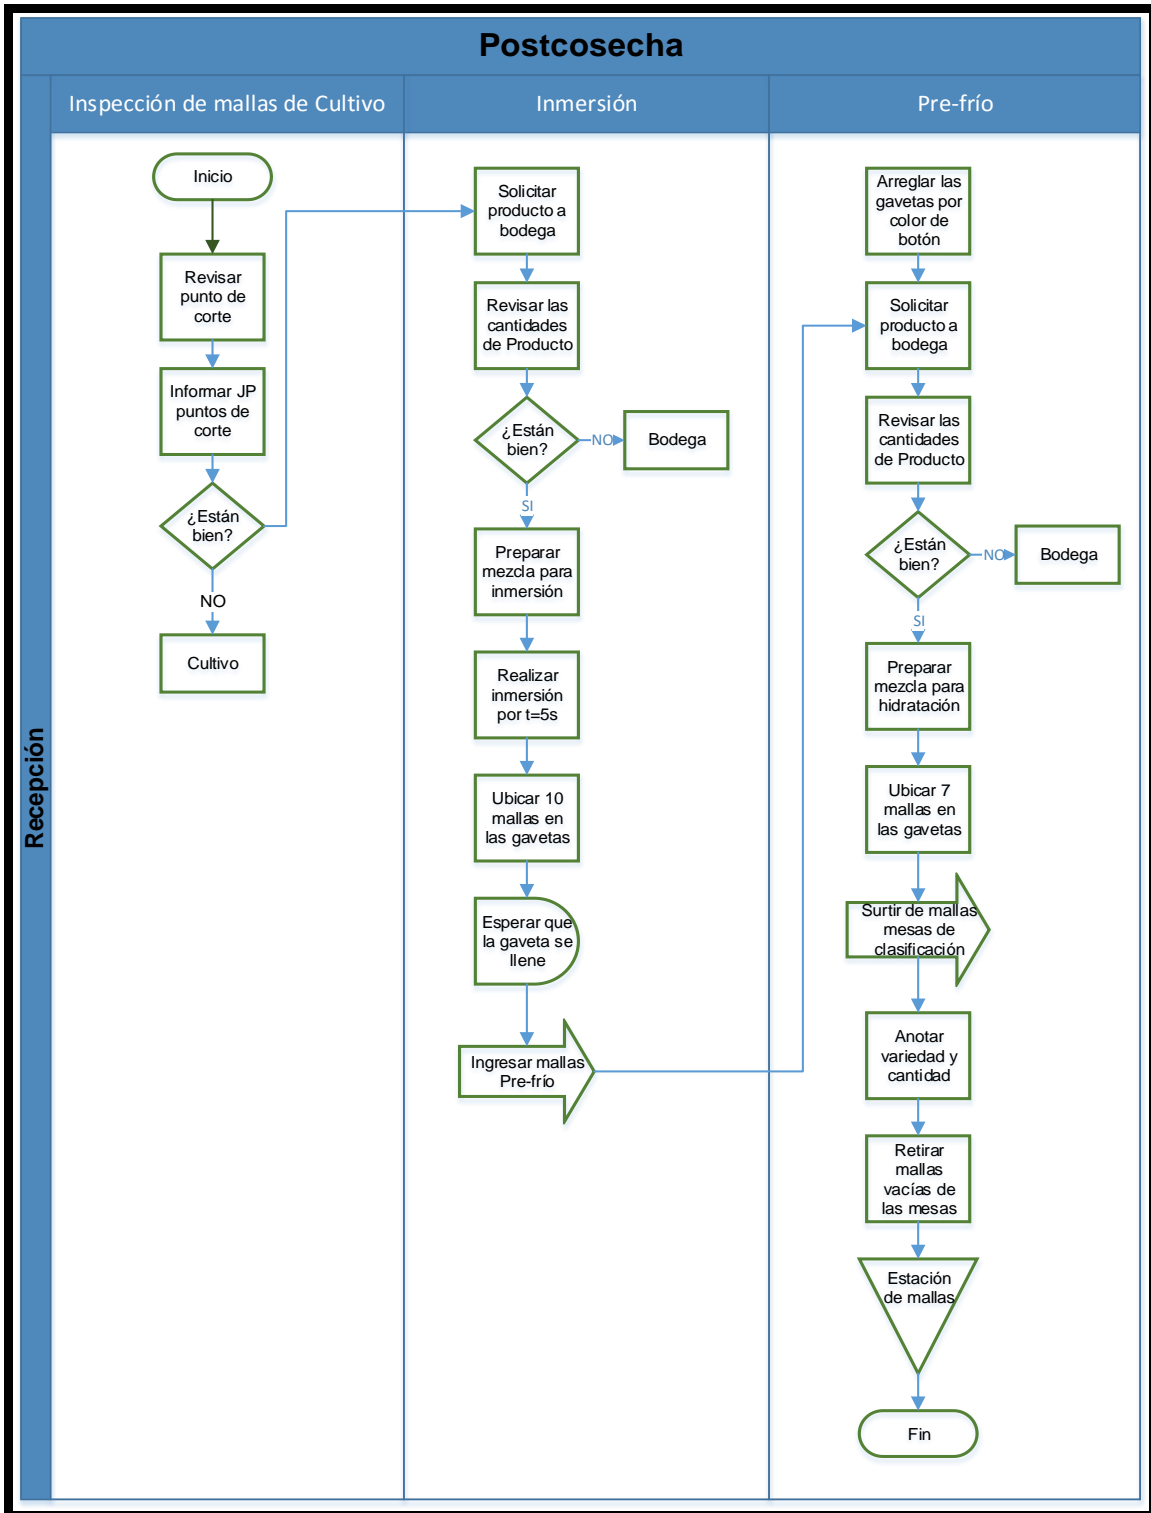 Postcosecha
Recepción
Inspección de mallas de Cultivo
Inmersión
Pre-frío
Inicio
Revisar
punto de
corte
Informar JP
puntos de
corte
¿Están
bien?
NO
Cultivo
Solicitar
producto a
bodega
Revisar las
cantidades
de Producto
¿Están
bien?
NO
Bodega
SI
Preparar
mezcla para
inmersión
Realizar
inmersión
por t=5s
Ubicar 10
mallas en
las gavetas
Esperar que
la gaveta se
llene
Ingresar mallas
Pre-frío
Arreglar las
gavetas por
color de
botón
Solicitar
producto a
bodega
Revisar las
cantidades
de Producto
¿Están
bien?
NO
Bodega
SI
Preparar
mezcla para
hidratación
Ubicar 7
mallas en
las gavetas
Surtir de mallas
mesas de
clasificación
Anotar
variedad y
cantidad
Retirar
mallas
vacías de
las mesas
Estación
de mallas
Fin